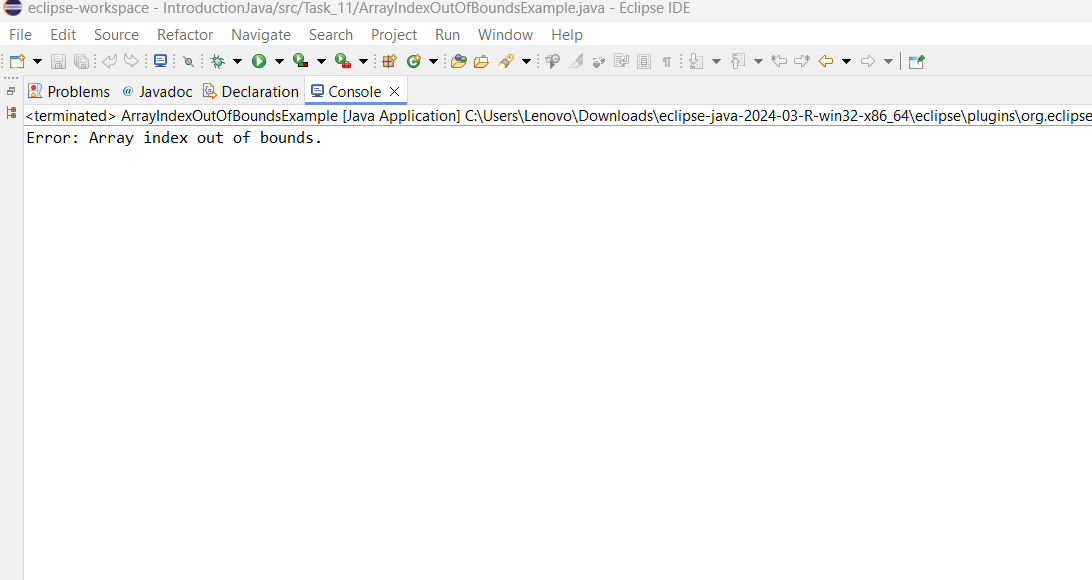 eclipse-workspace - IntroductionJava/src/Task_11/ArrayIndexOutOfBoundsExample.java - Eclipse IDE
File Edit Source Refactor Navigate Search Project Run Window Help
Problems @ Javadoc Declaration Console
<terminated> ArrayIndexOutOfBoundsExample [Java Application] C:\Users\Lenovo\Downloads\eclipse-java-2024-03-R-win32-x86_64\eclipse\plugins\org.eclipse
Error: Array index out of bounds.